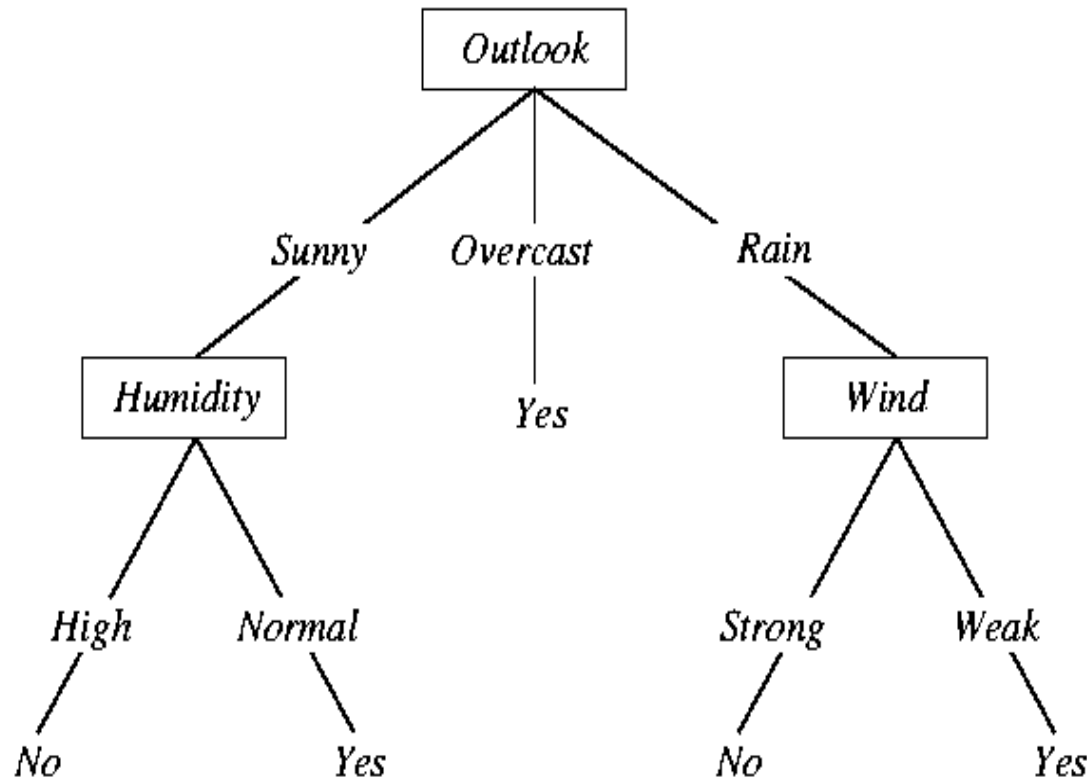 Outlook
Sunny Overcast Rain
Humidity Yes Wind
High Normal Strong Weak
No Yes No Yes